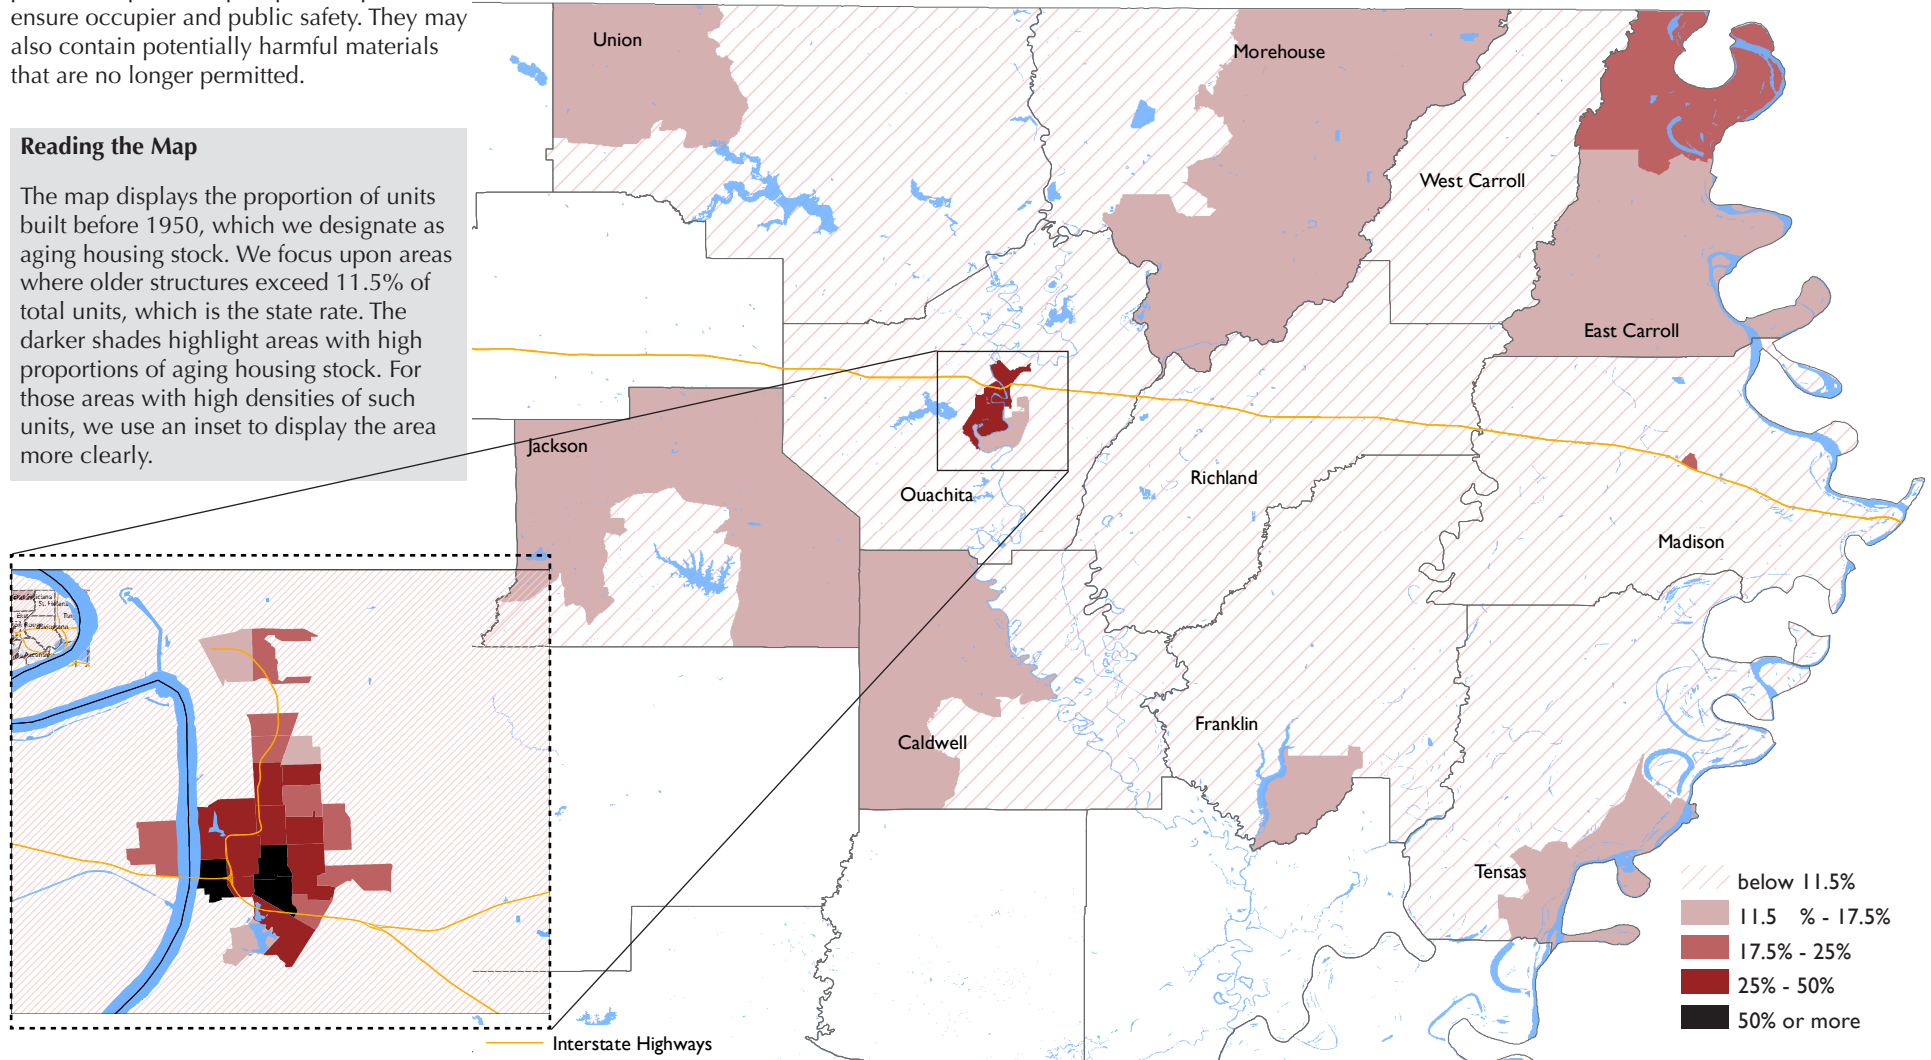 ensure occupier and public safety. They may
also contain potentially harmful materials
that are no longer permitted.
Reading the Map
The map displays the proportion of units
built before 1950, which we designate as
aging housing stock. We focus upon areas
where older structures exceed 11.5% of
total units, which is the state rate. The
darker shades highlight areas with high
proportions of aging housing stock. For
those areas with high densities of such
units, we use an inset to display the area
more clearly.
Union
Morehouse
West Carroll
East Carroll
Jackson
Ouachita
Richland
Madison
Caldwell
Franklin
Tensas
St. Helena
below 11.5%
11.5 % - 17.5%
17.5% - 25%
25% - 50%
50% or more
Interstate Highways